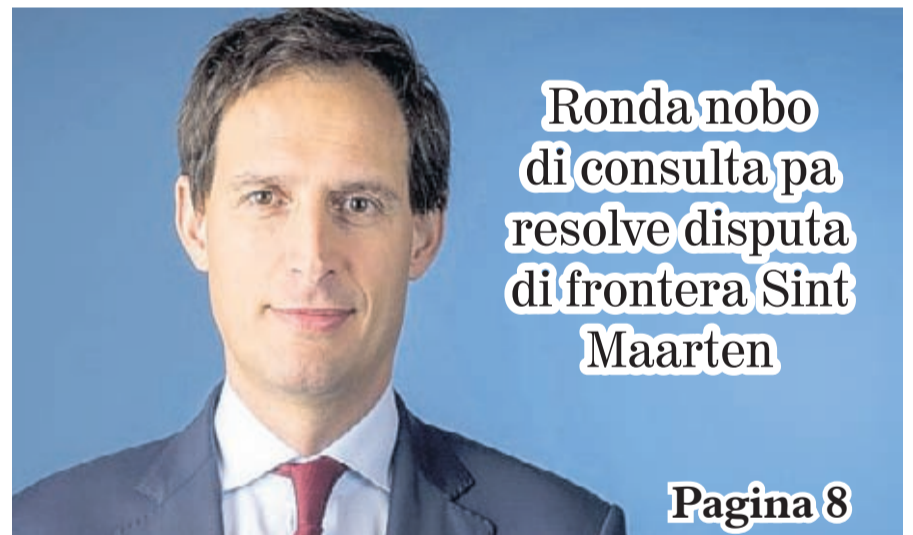 Ronda nobo
di consulta pa
resolve disputa
di frontera Sint
Maarten
Pagina 8